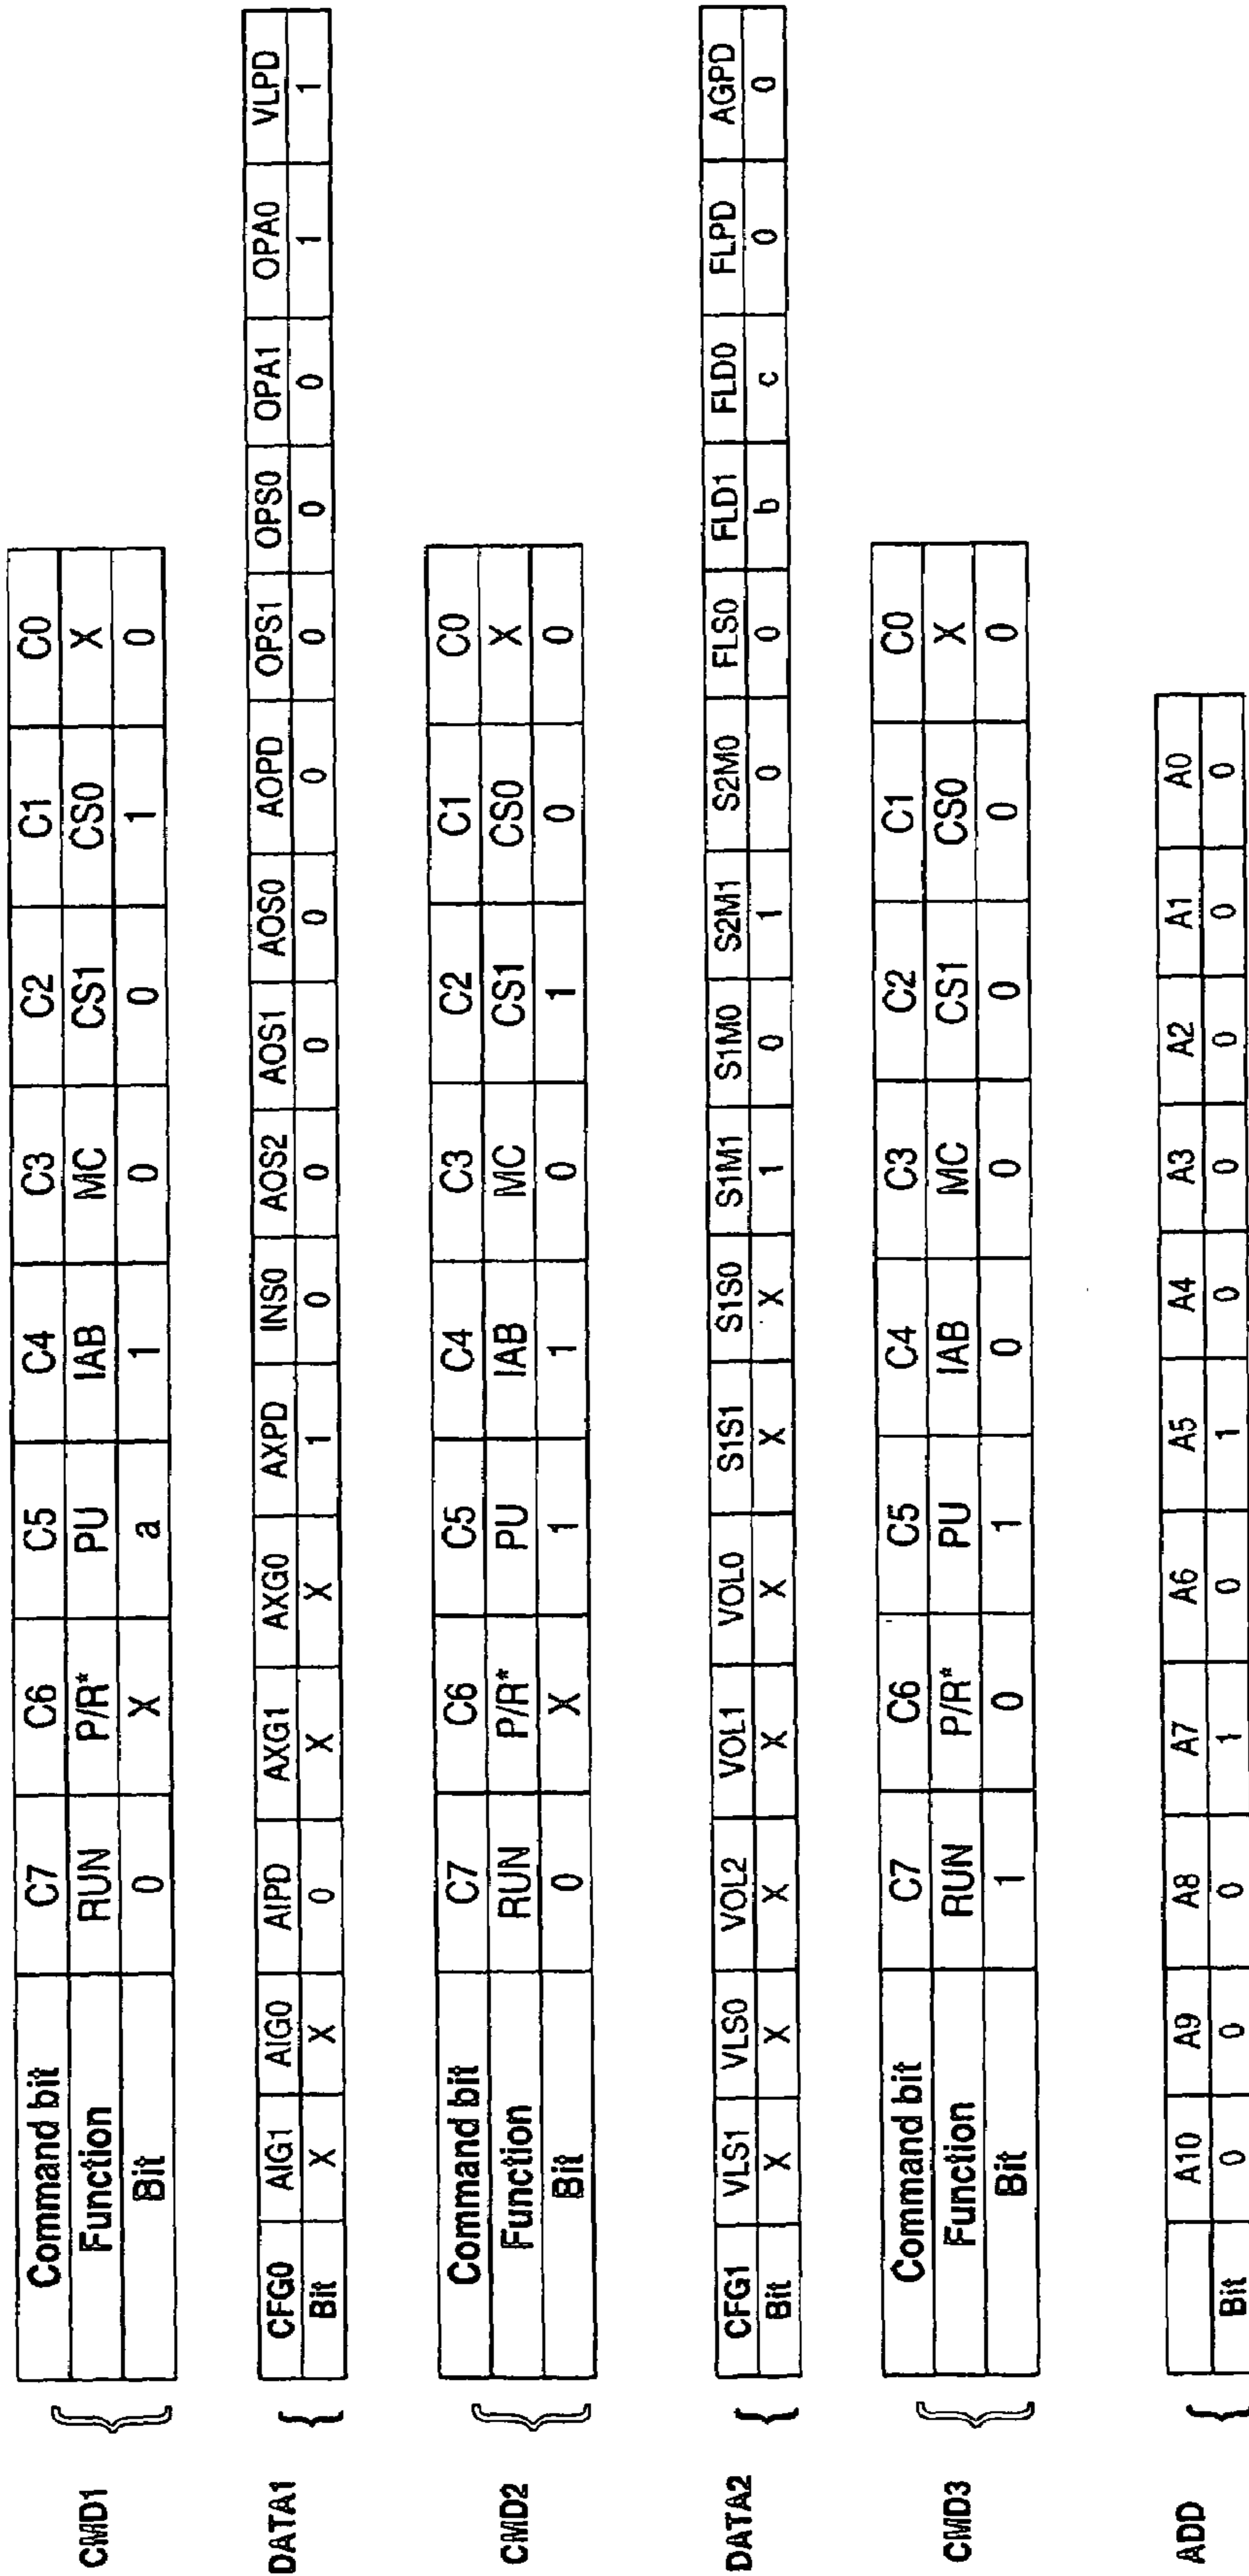 CMD1
Command bit C7 C6 C5 C4 C3 C2 C1 C0
Function RUN P/R* PU IAB MC CS1 CS0 X
Bit 0 X a 1 0 0 1 0
DATA1
CFG0 AIG1 AIG0 AIPD AXG1 AXG0 AXPD INS0 AOS2 AOS1 AOS0 AOPD OPS1 OPS0 OPA1 OPA0 VLPD
Bit X X 0 X X 1 0 0 0 0 0 0 0 0 1 1
CMD2
Command bit C7 C6 C5 C4 C3 C2 C1 C0
Function RUN P/R* PU IAB MC CS1 CS0 X
Bit 0 X 1 1 0 1 0 0
DATA2
CFG1 VLS1 VLS0 VOL2 VOL1 VOL0 S1S1 S1S0 S1M1 S1M0 S2M1 S2M0 FLS0 FLD1 FLD0 FLPD AGPD
Bit X X X X X X X 1 0 1 0 0 b c 0 0
CMD3
Command bit C7 C6 C5 C4 C3 C2 C1 C0
Function RUN P/R* PU IAB MC CS1 CS0 X
Bit 1 0 1 0 0 0 0 0
ADD
A10 A9 A8 A7 A6 A5 A4 A3 A2 A1 A0
Bit 0 0 0 1 0 1 0 0 0 0 0